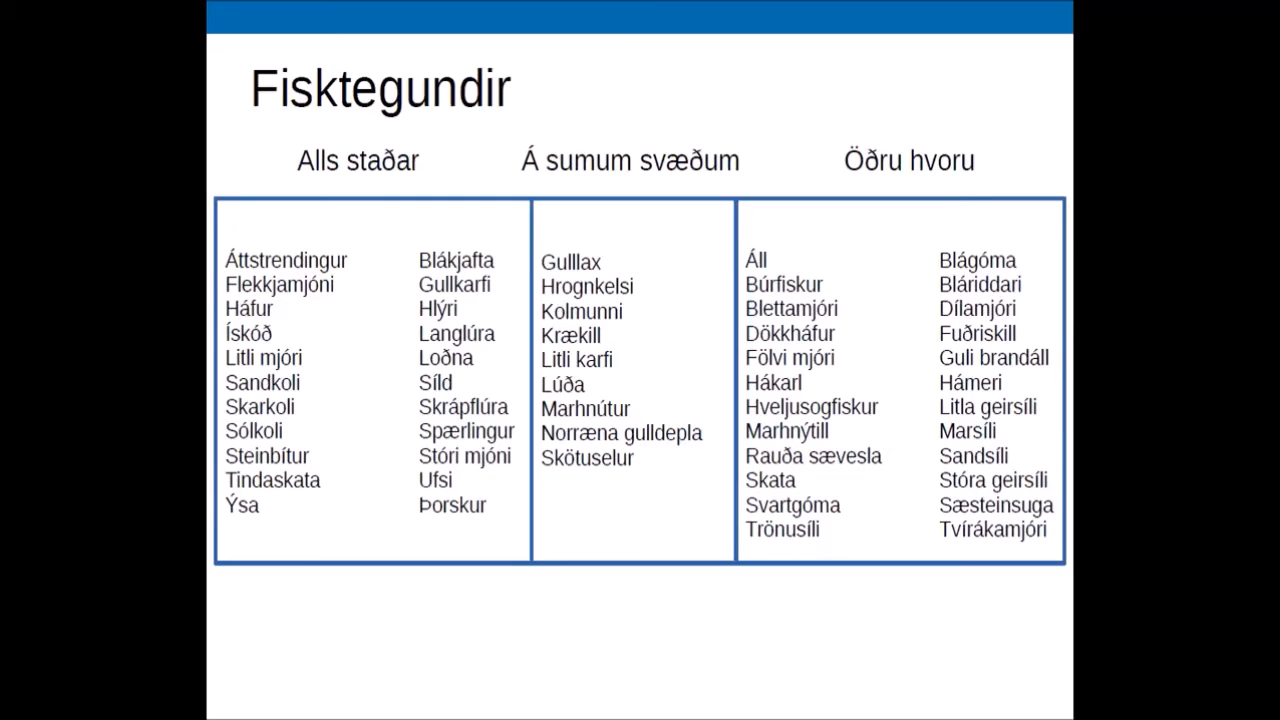 Fisktegundir
Alls staðar
Áttstrendingur
Flekkjamjóni
Háfur
Ískóð
Litli mjóri
Sandkoli
Skarkoli
Sólkoli
Steinbítur
Tindaskata
Ýsa
Blákjafta
Gullkarfi
Hlýri
Langlúra
Loðna
Síld
Skrápflúra
Spærlingur
Stóri mjóni
Ufsi
Þorskur
Á sumum svæðum
Gulllax
Hrognkelsi
Kolmunni
Krækill
Litli karfi
Lúða
Marhnútur
Norræna gulldepla
Skötuselur
Öðru hvoru
Áll
Búrfiskur
Blettamjóri
Dökkháfur
Fölvi mjóri
Hákarl
Hveljusogfiskur
Marhnýtill
Rauða sævesla
Skata
Svartgóma
Trönusíli
Blágóma
Bláriddari
Dílamjóri
Fuðriskill
Guli brandáll
Hámeri
Litla geirsíli
Marsíli
Sandsíli
Stóra geirsíli
Sæsteinsuga
Tvírákamjóri